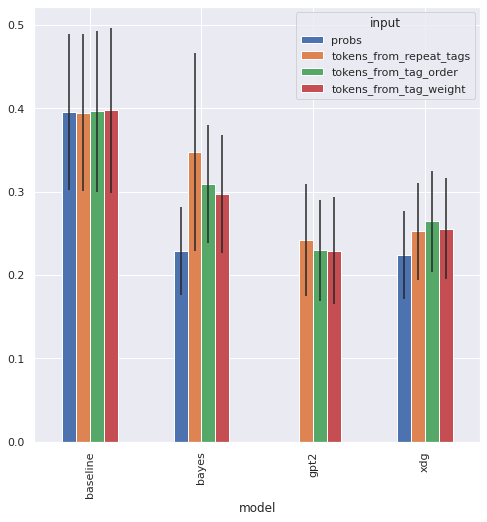 input
probs
tokens_from_repeat_tags
tokens_from_tag_order
tokens_from_tag_weight
0.5
0.4
0.3
0.2
0.1
0.0
baseline
bayes
gpt2
xdg
model